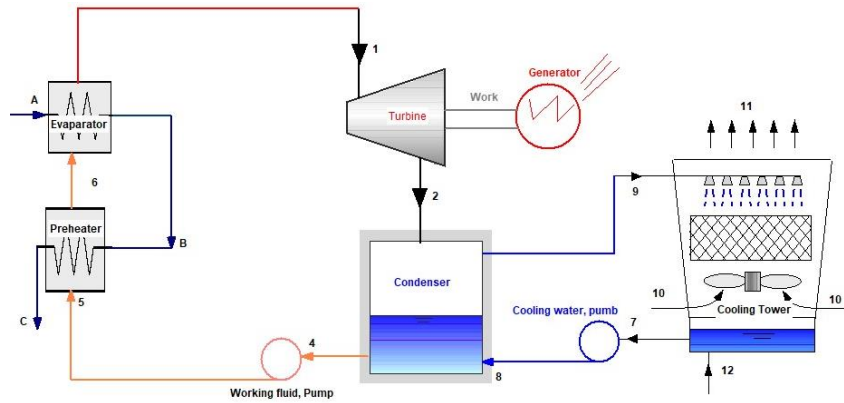 1
Generator
A
Work
11
Turbine
Evaparator
6
2
9
Preheater
B
Condenser
5
10
10
Cooling water, pumb
7
Cooling Tower
C
4
8
12
Working fluid, Pump